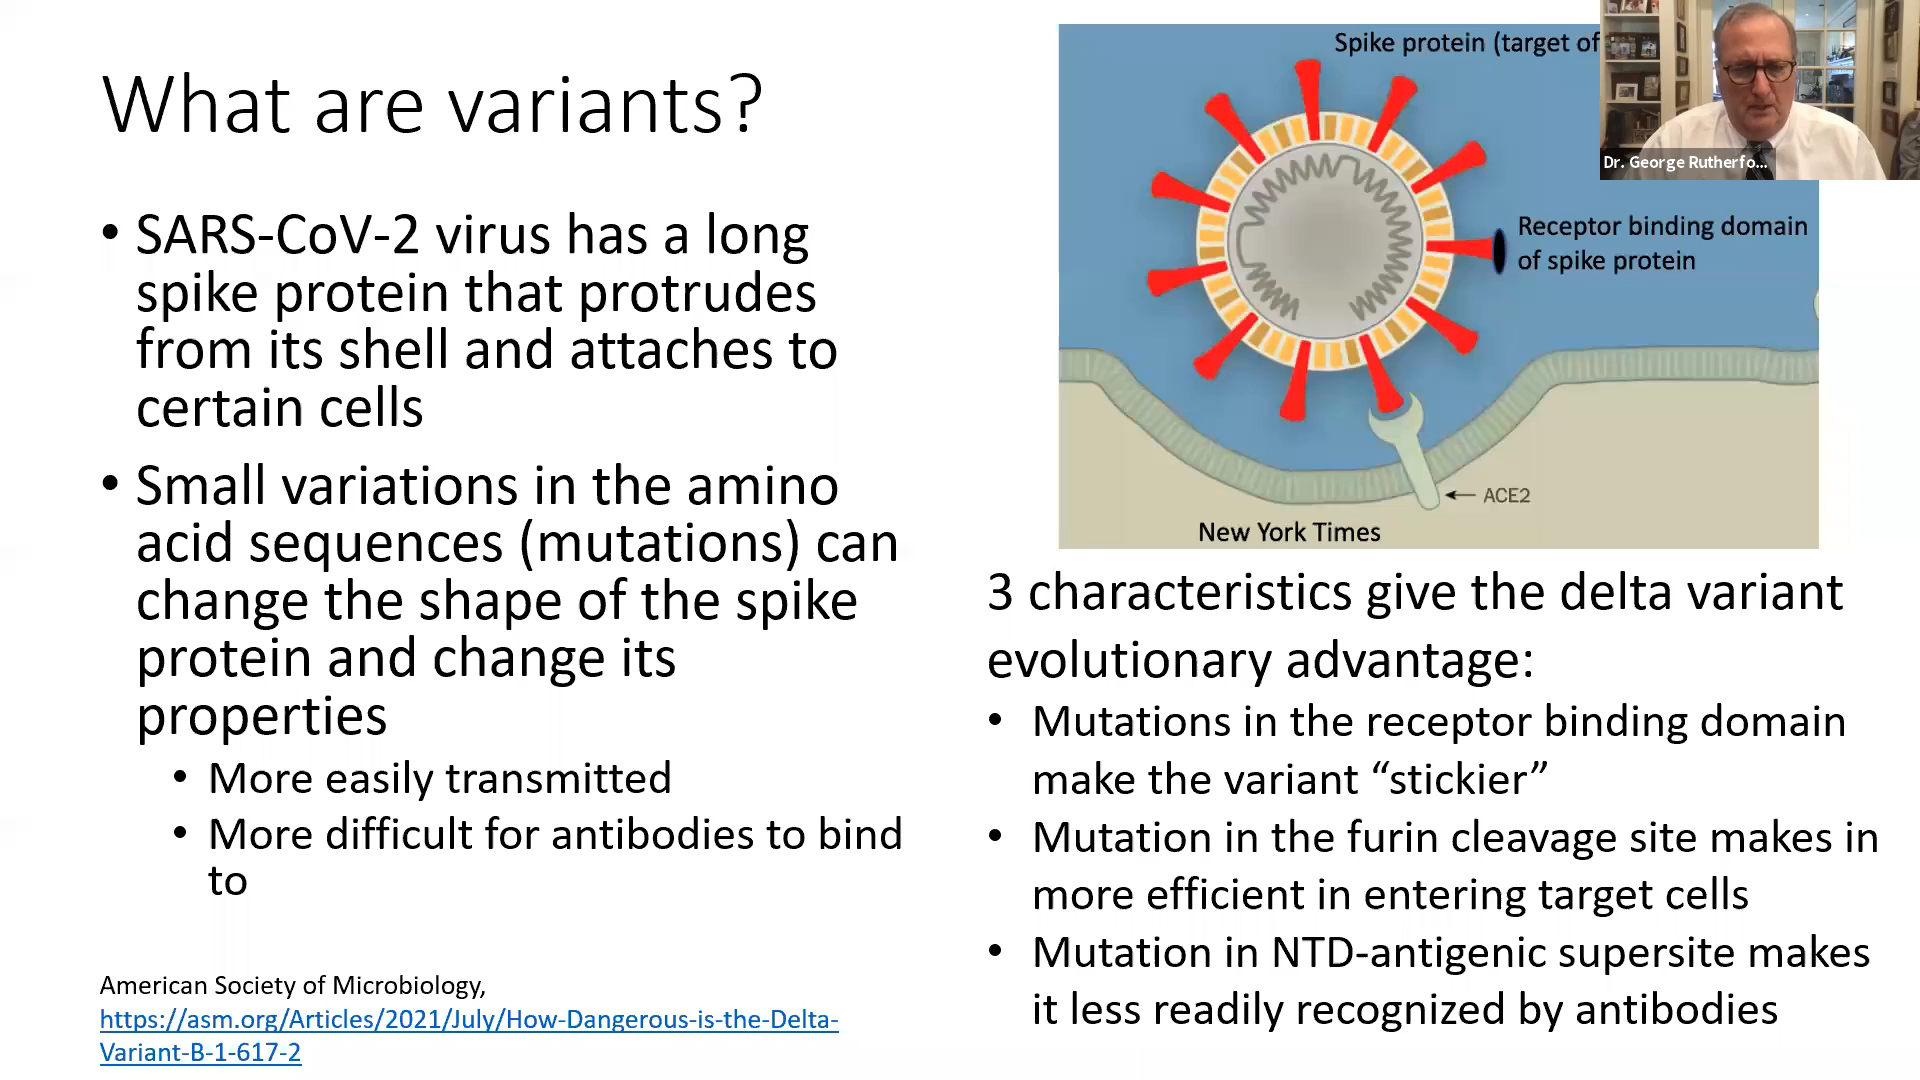 What are variants?
• SARS-CoV-2 virus has a long
spike protein that protrudes
from its shell and attaches to
certain cells
• Small variations in the amino
acid sequences (mutations) can
change the shape of the spike
protein and change its
properties
• More easily transmitted
• More difficult for antibodies to bind
to
American Society of Microbiology,
https://asm.org/Articles/2021/July/How-Dangerous-is-the-Delta-
Variant-B-1-617-2
Spike protein (target of
Dr. George Rutherfo...
Receptor binding domain
of spike protein
ACE2
New York Times
3 characteristics give the delta variant
evolutionary advantage:
• Mutations in the receptor binding domain
make the variant “stickier”
• Mutation in the furin cleavage site makes in
more efficient in entering target cells
• Mutation in NTD-antigenic supersite makes
it less readily recognized by antibodies